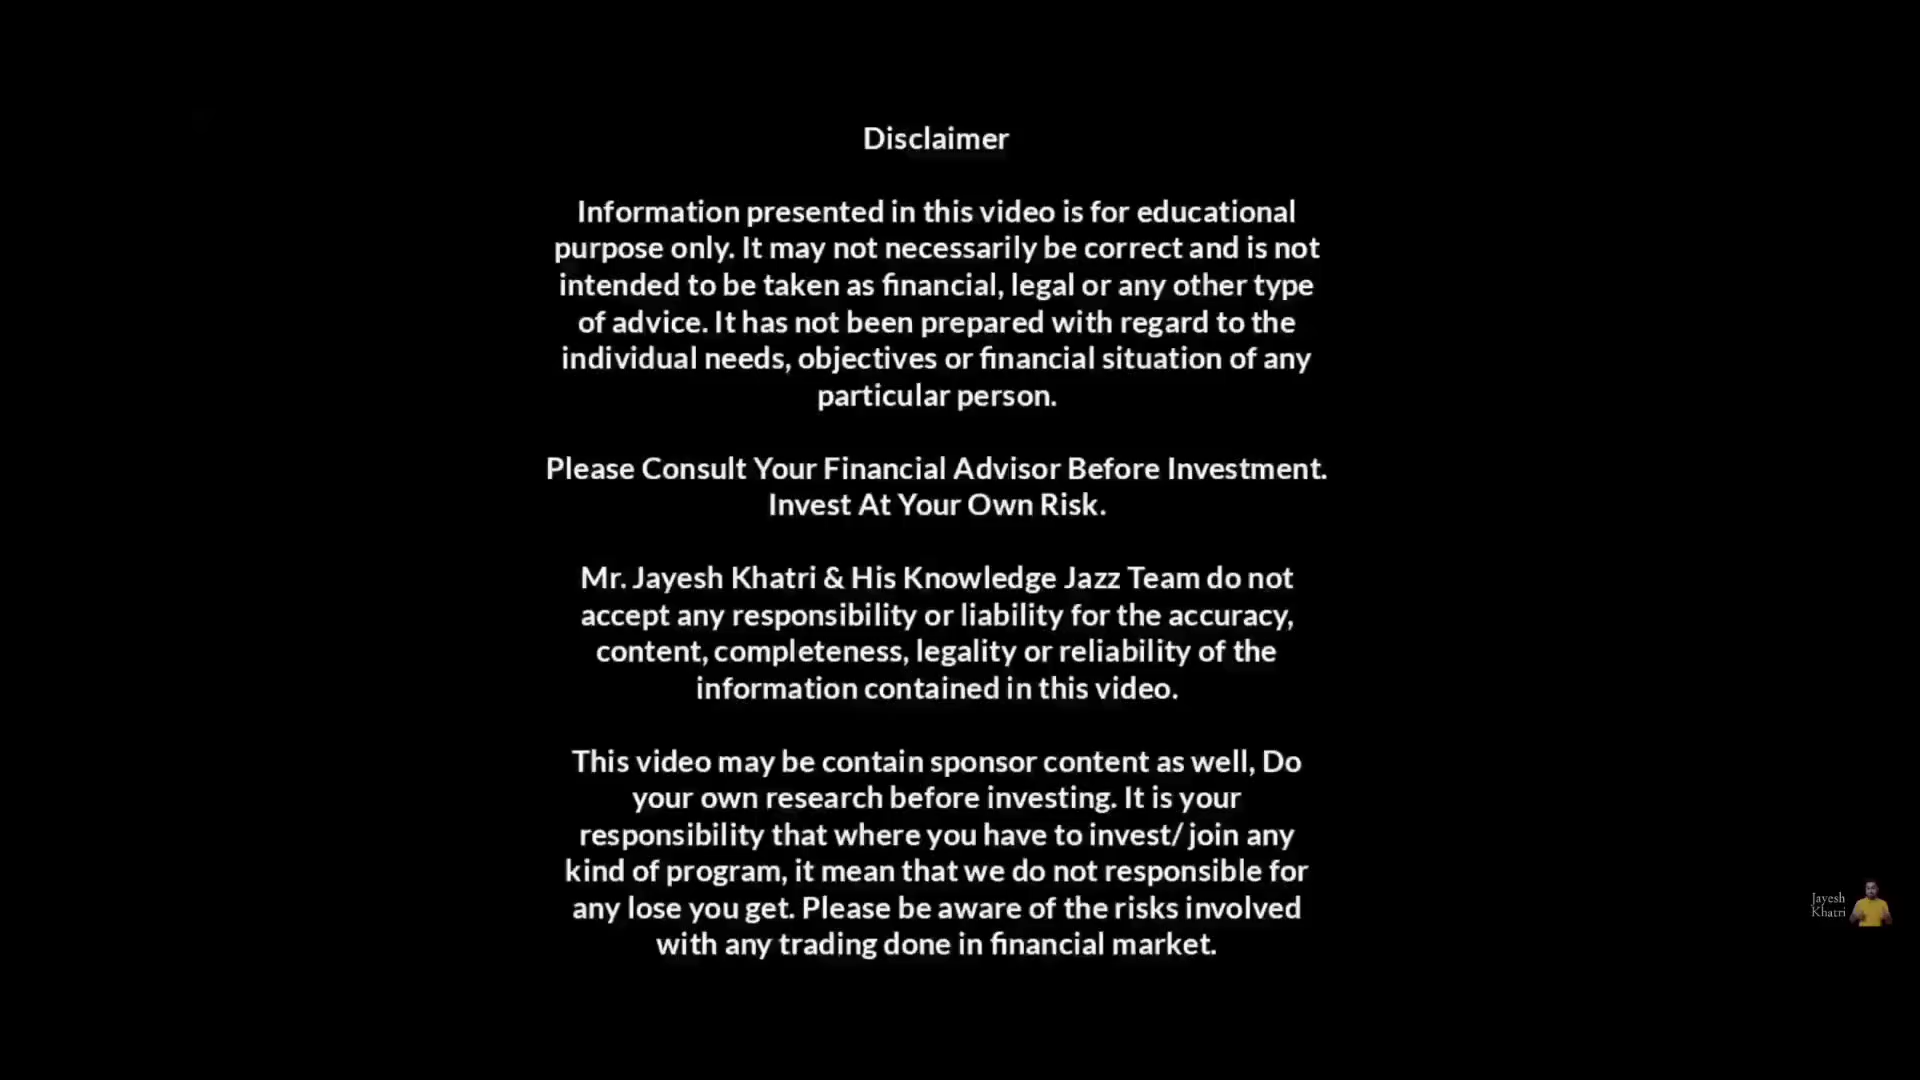 Disclaimer
Information presented in this video is for educational
purpose only. It may not necessarily be correct and is not
intended to be taken as financial, legal or any other type
of advice. It has not been prepared with regard to the
individual needs, objectives or financial situation of any
particular person.
Please Consult Your Financial Advisor Before Investment.
Invest At Your Own Risk.
Mr. Jayesh Khatri & His Knowledge Jazz Team do not
accept any responsibility or liability for the accuracy,
content, completeness, legality or reliability of the
information contained in this video.
This video may be contain sponsor content as well, Do
your own research before investing. It is your
responsibility that where you have to invest/ join any
kind of program, it mean that we do not responsible for
any lose you get. Please be aware of the risks involved
with any trading done in financial market.
Jayesh
Khatri